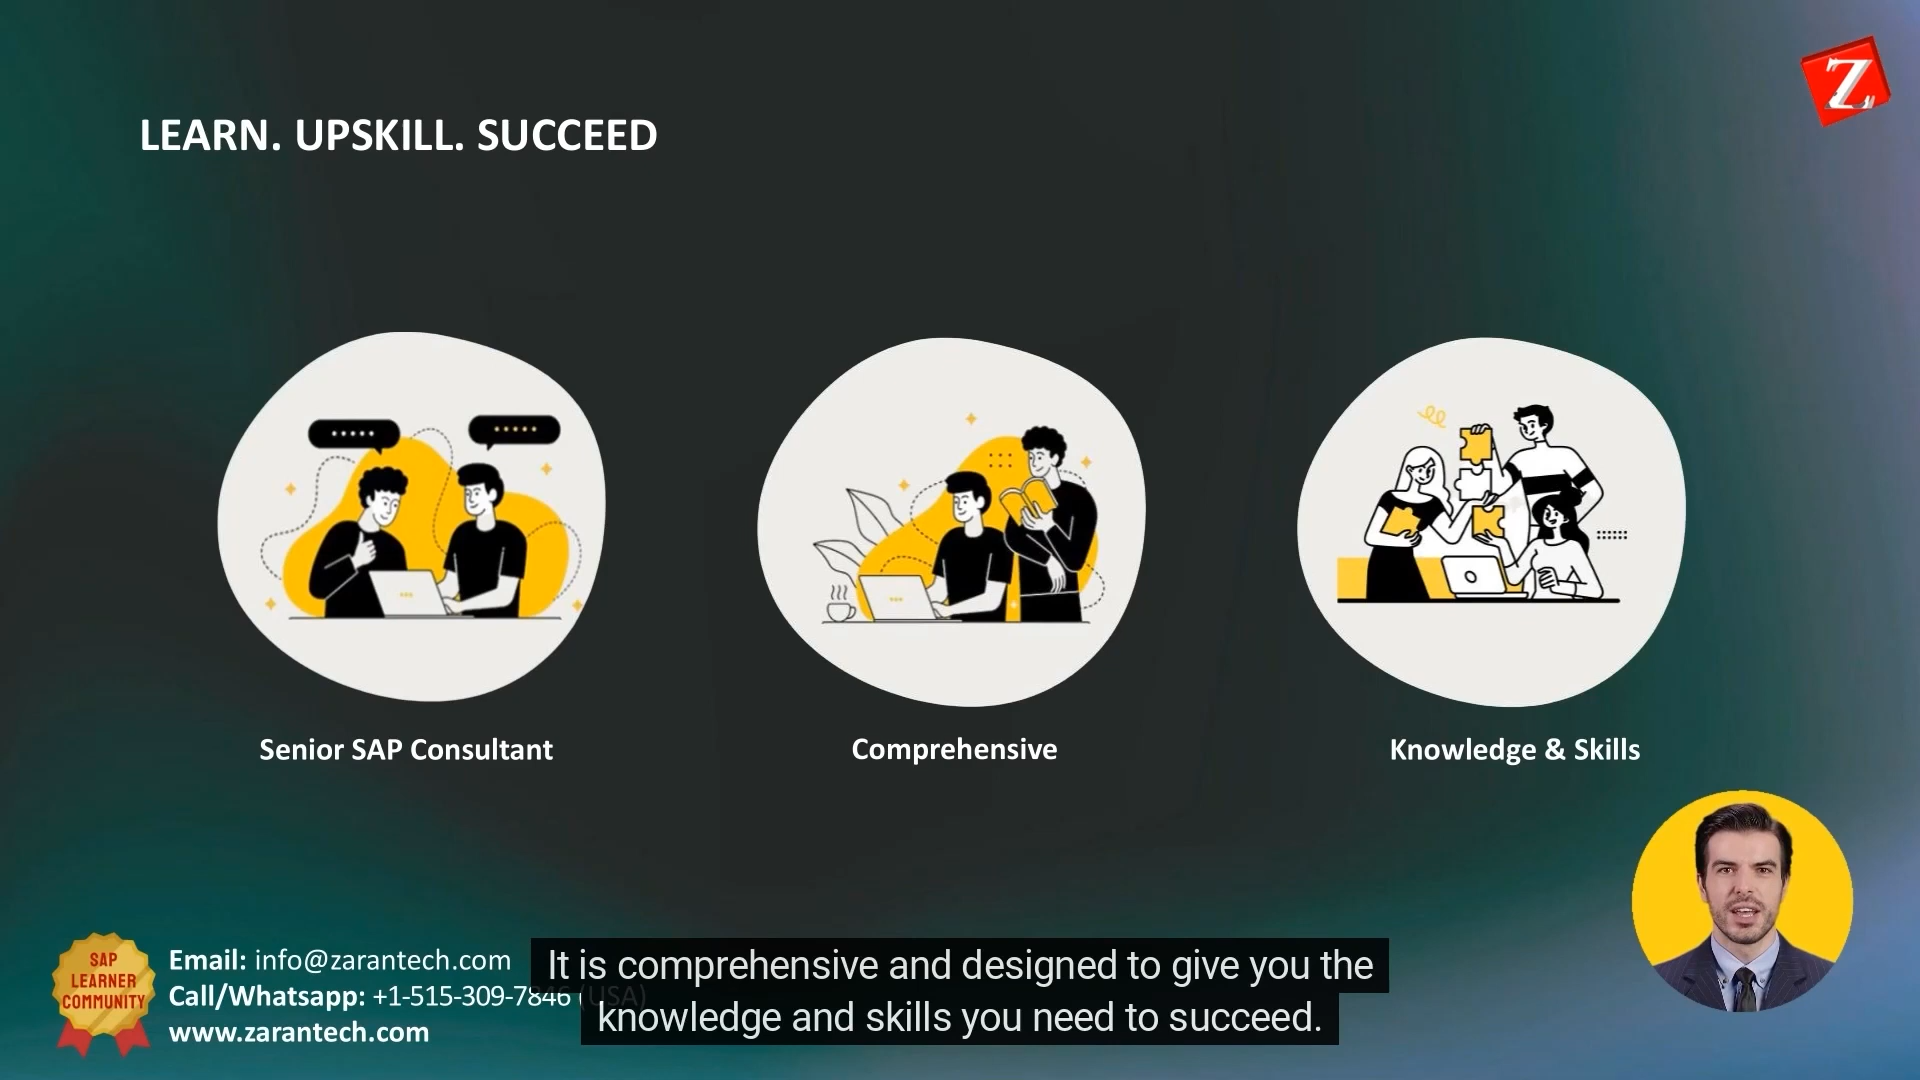 Z
LEARN. UPSKILL. SUCCEED
Senior SAP Consultant
Comprehensive
Knowledge & Skills
SAP
LEARNER
COMMUNITY
Email: info@zarantech.com
Call/Whatsapp: +1-515-309-7846 (USA)
www.zarantech.com
It is comprehensive and designed to give you the
knowledge and skills you need to succeed.